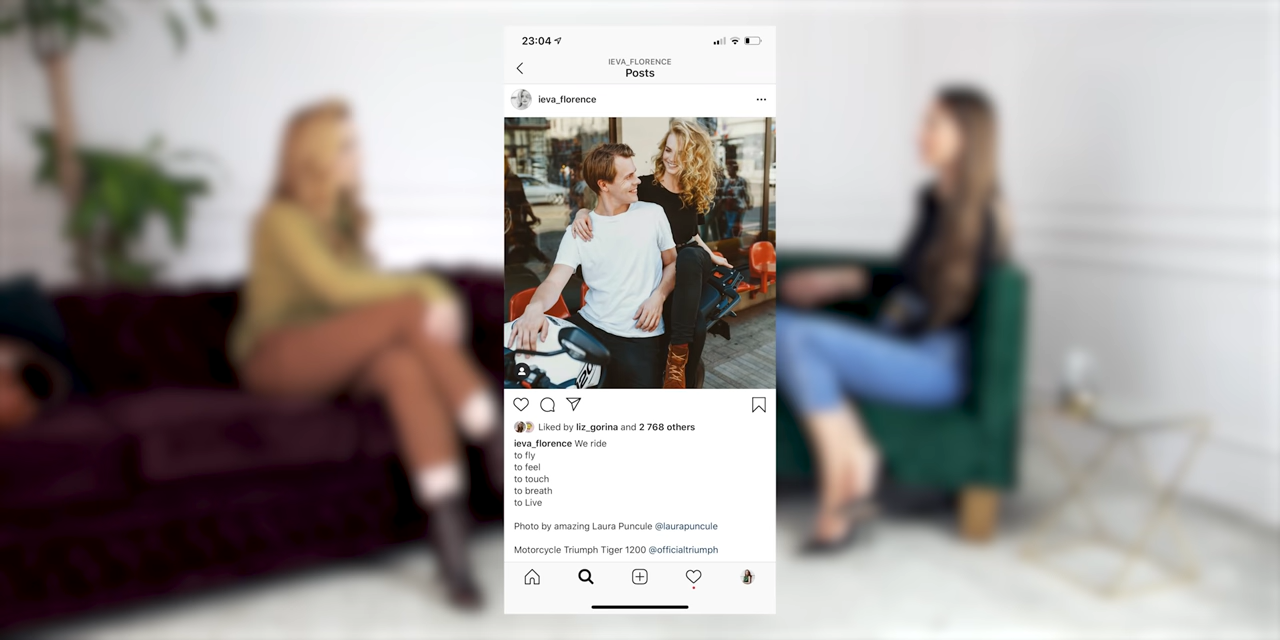 23:04
IEVA_FLORENCE
Posts
ieva_florence
Liked by liz_gorina and 2 768 others
ieva_florence We ride
to fly
to feel
to touch
to breath
to Live
Photo by amazing Laura Puncule @laurapuncule
Motorcycle Triumph Tiger 1200 @officialtriumph